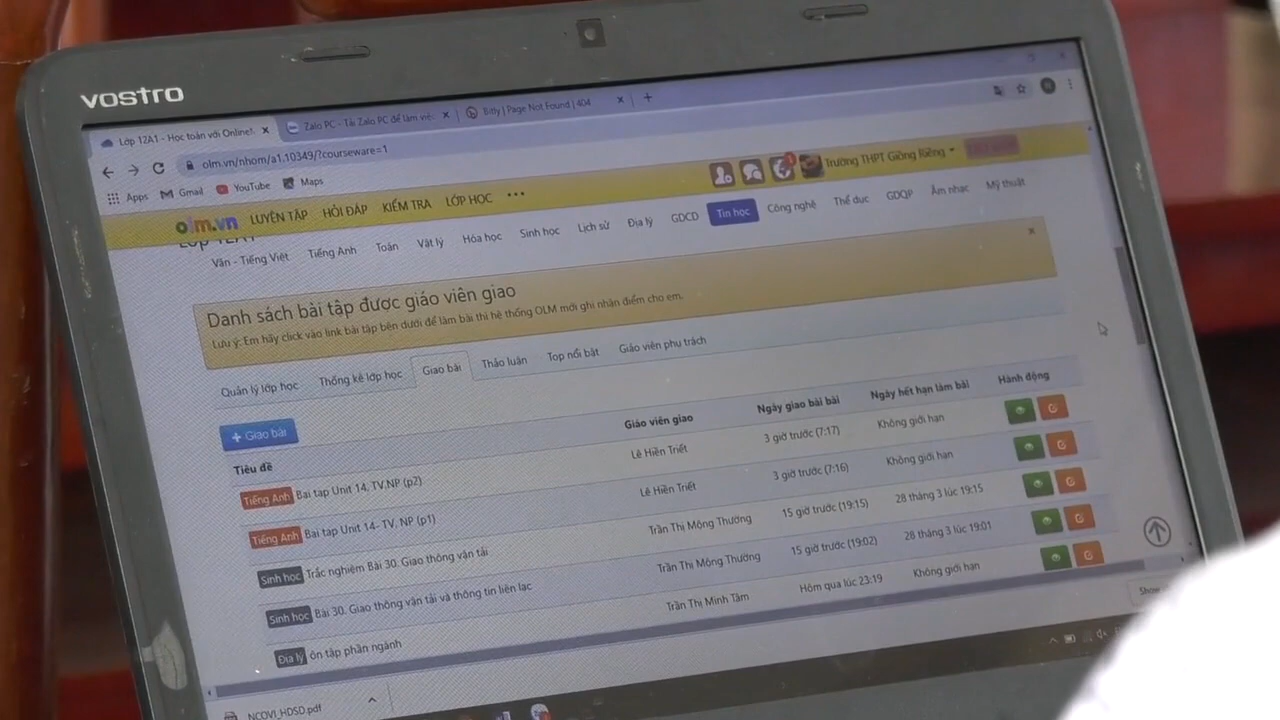 vostro
Lớp 12A1 - Học toán với Online
Zalo PC - Tải Zalo PC để làm việc
Bitly | Page Not Found | 404
olm.vn/nhom/a1.10349/?courseware=1
Apps Gmail YouTube Maps
olm.vn LUYỆN TẬP HỎI ĐÁP KIỂM TRA LỚP HỌC ••• 1 Trường THPT Giồng Riềng
Văn - Tiếng Việt Tiếng Anh Toán Vật lý Hóa học Sinh học Lịch sử Địa lý GDCD Tin học Công nghệ Thể dục GDQP Âm nhạc Mỹ thuật
Danh sách bài tập được giáo viên giao
Lưu ý: Em hãy click vào link bài tập bên dưới để làm bài thì hệ thống OLM mới ghi nhận điểm cho em.
Quản lý lớp học Thống kê lớp học Giao bài Thảo luận Top nổi bật Giáo viên phụ trách
+ Giao bài
Tiêu đề Giáo viên giao Ngày giao bài bài Ngày hết hạn làm bài Hành động
Tiếng Anh Bai tap Unit 14, TV,NP (p2) Lê Hiền Triết 3 giờ trước (7:17) Không giới hạn
Tiếng Anh Bai tap Unit 14- TV, NP (p1) Lê Hiền Triết 3 giờ trước (7:16) Không giới hạn
Sinh học Trắc nghiệm Bài 30. Giao thông vận tải Trần Thị Mộng Thường 15 giờ trước (19:15) 28 tháng 3 lúc 19:15
Sinh học Bài 30. Giao thông vận tải và thông tin liên lạc Trần Thị Mộng Thường 15 giờ trước (19:02) 28 tháng 3 lúc 19:01
Địa lý ôn tập phần ngành Trần Thị Minh Tâm Hôm qua lúc 23:19 Không giới hạn
NCOVI_HDSD.pdf Show